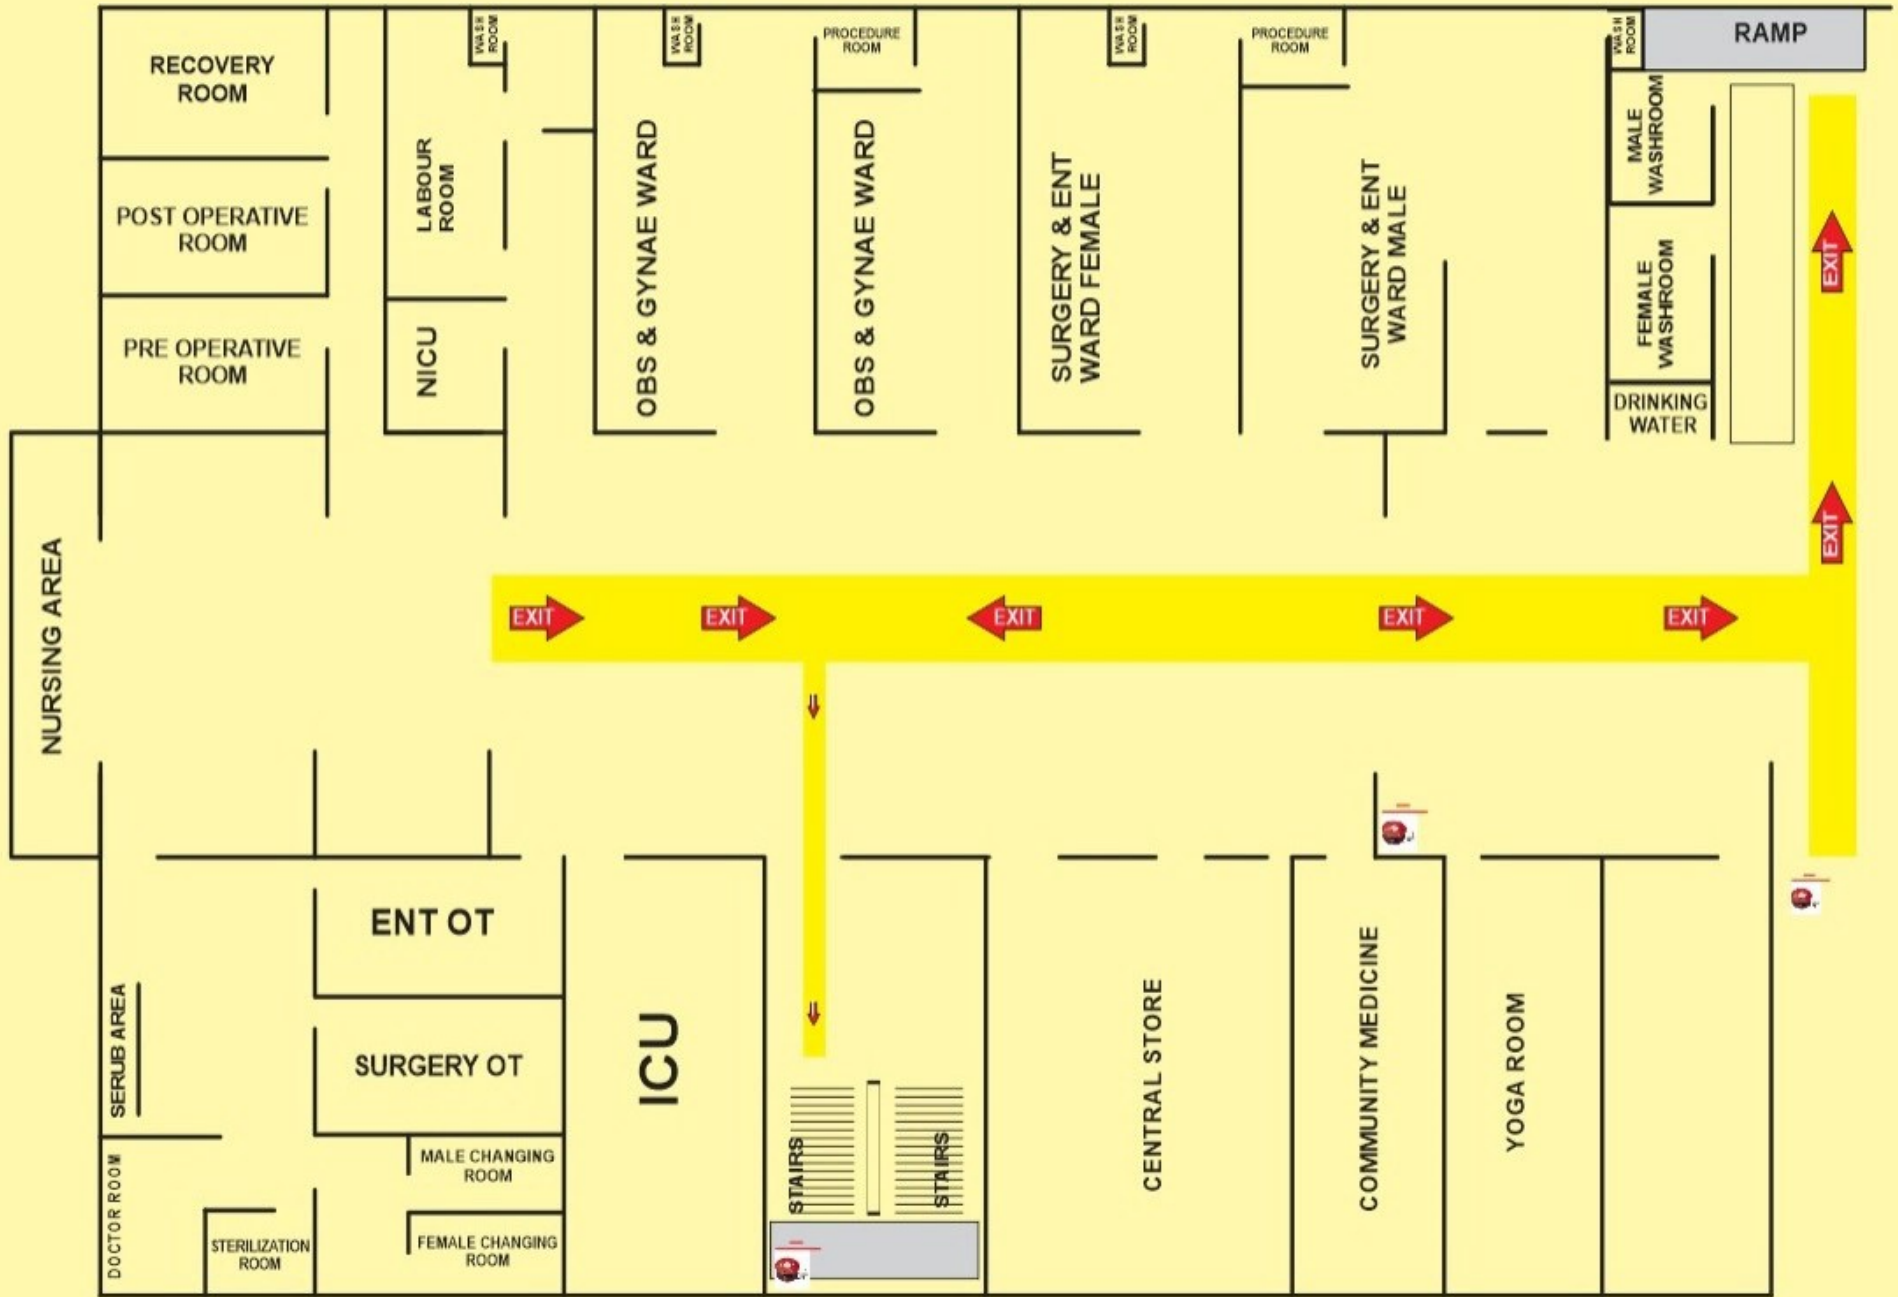 RECOVERY
ROOM
WASH
ROOM
WASH
ROOM
PROCEDURE
ROOM
WASH
ROOM
PROCEDURE
ROOM
WASH
ROOM
RAMP
POST OPERATIVE
ROOM
LABOUR
ROOM
OBS & GYNAE WARD
OBS & GYNAE WARD
SURGERY & ENT
WARD FEMALE
SURGERY & ENT
WARD MALE
MALE
WASHROOM
EXIT
PRE OPERATIVE
ROOM
NICU
FEMALE
WASHROOM
DRINKING
WATER
EXIT
NURSING AREA
EXIT
EXIT
EXIT
EXIT
EXIT
ENT OT
SERUB AREA
SURGERY OT
ICU
STAIRS
STAIRS
CENTRAL STORE
COMMUNITY MEDICINE
YOGA ROOM
DOCTOR ROOM
MALE CHANGING
ROOM
STERILIZATION
ROOM
FEMALE CHANGING
ROOM